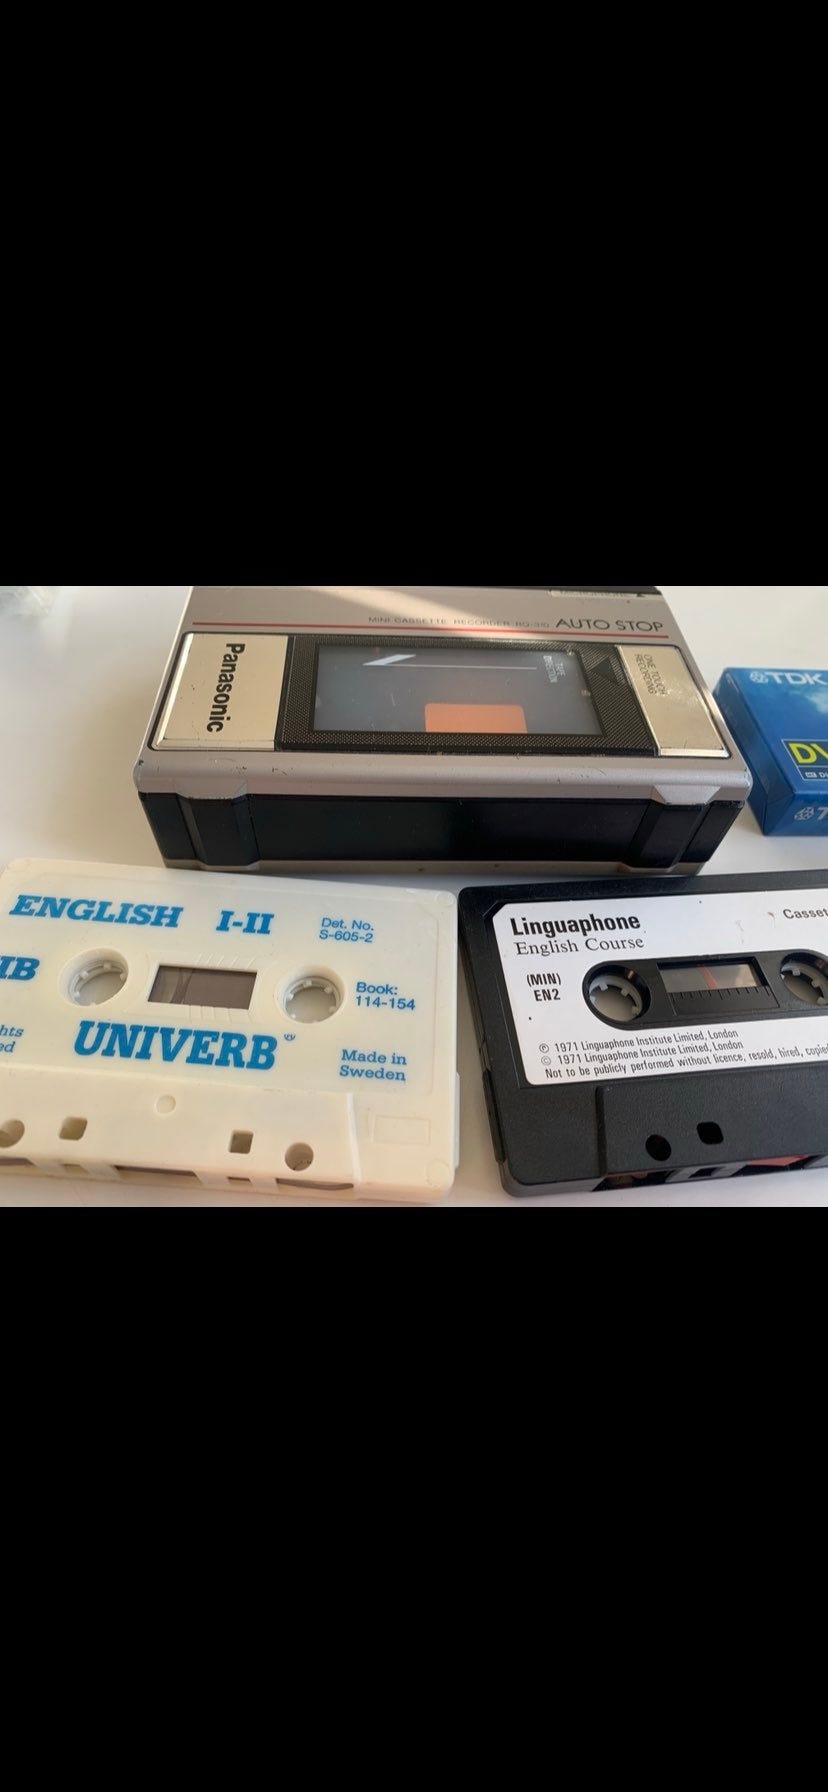 MINI CASSETTE RECORDER AUTO STOP
Panasonic
TAPE
DIRECTION
ONE TOUCH
RECORDING
TDK
ENGLISH I-II
Det. No.
S-605-2
Book:
114-154
UNIVERB
Made in
Sweden
Linguaphone
English Course
(MIN)
EN2
℗ 1971 Linguaphone Institute Limited, London
© 1971 Linguaphone Institute Limited, London
Not to be publicly performed without licence, resold, hired,